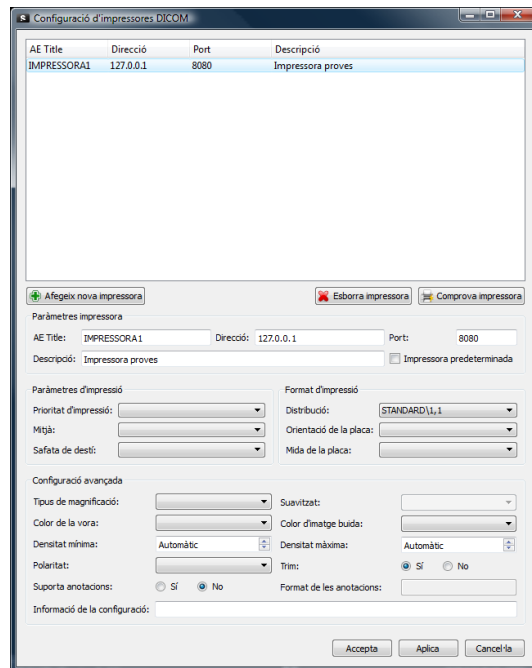 Configuració d'impressores DICOM
AE Title Direcció Port Descripció
IMPRESSORA1 127.0.0.1 8080 Impressora proves
Afegeix nova impressora Esborra impressora Comprova impressora
Paràmetres impressora
AE Title: IMPRESSORA1 Direcció: 127.0.0.1 Port: 8080
Descripció: Impressora proves Impressora predeterminada
Paràmetres d'impressió Format d'impressió
Prioritat d'impressió: Distribució: STANDARD\1,1
Mitjà: Orientació de la placa:
Safata de destí: Mida de la placa:
Configuració avançada
Tipus de magnificació: Suavitzat:
Color de la vora: Color d'imatge buida:
Densitat mínima: Automàtic Densitat màxima: Automàtic
Polaritat: Trim: Sí No
Suporta anotacions: Sí No Format de les anotacions:
Informació de la configuració:
Accepta Aplica Cancel·la